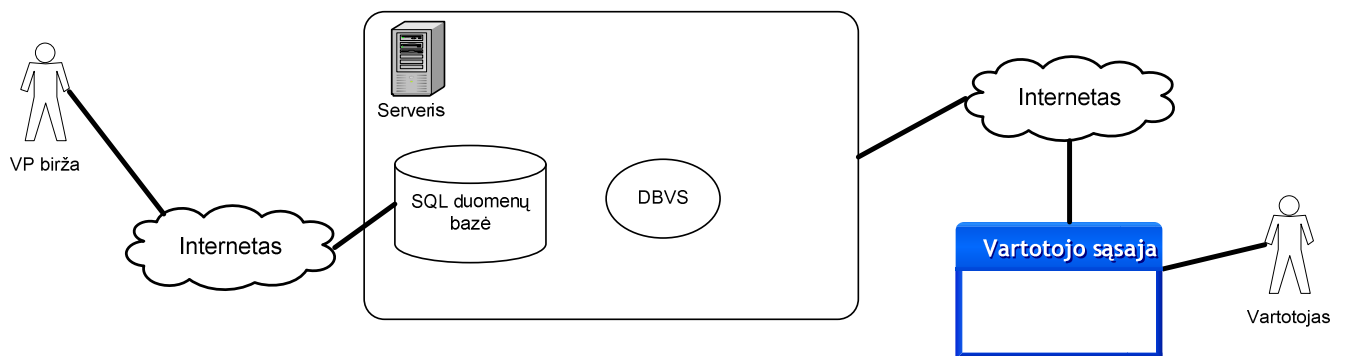 VP birža
Internetas
Serveris
SQL duomenų
bazė
DBVS
Internetas
Vartotojo sąsaja
Vartotojas